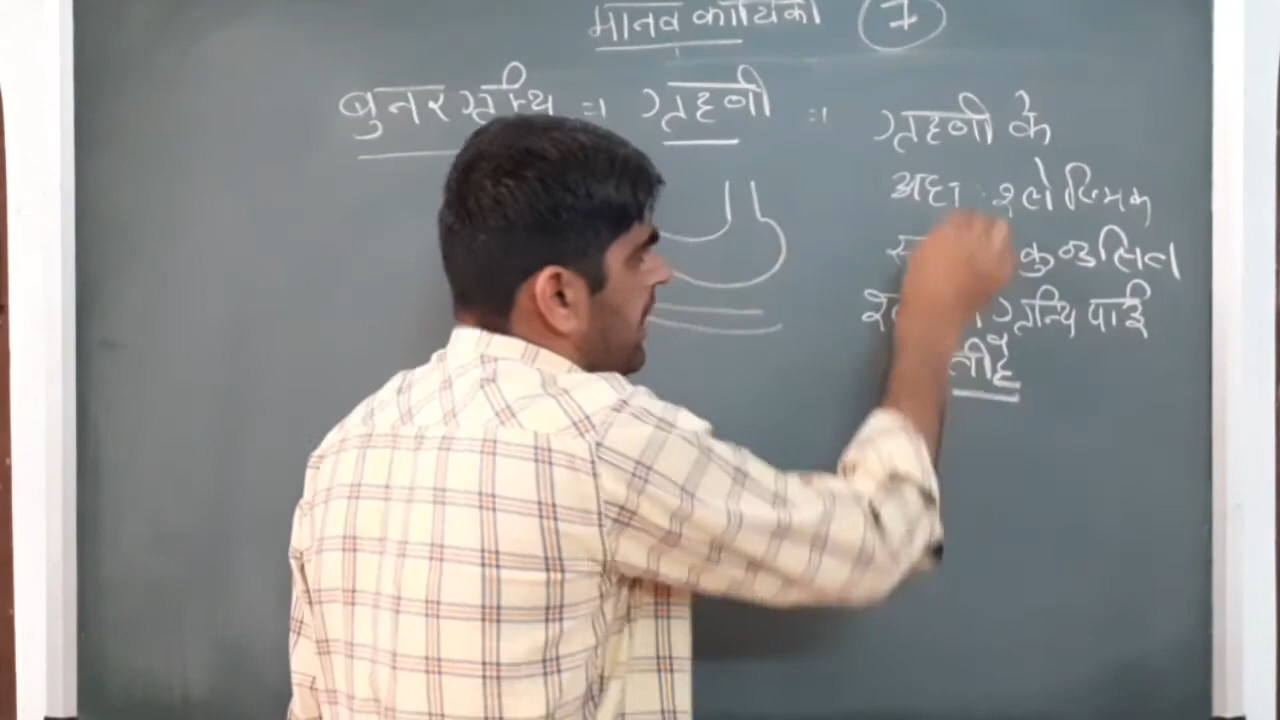 मानव कायिकी 7
बुनर ग्रन्थि = ग्रहणी = ग्रहणी के
अधः श्लेष्मिक
कुण्डलित
ग्रन्थि पाई